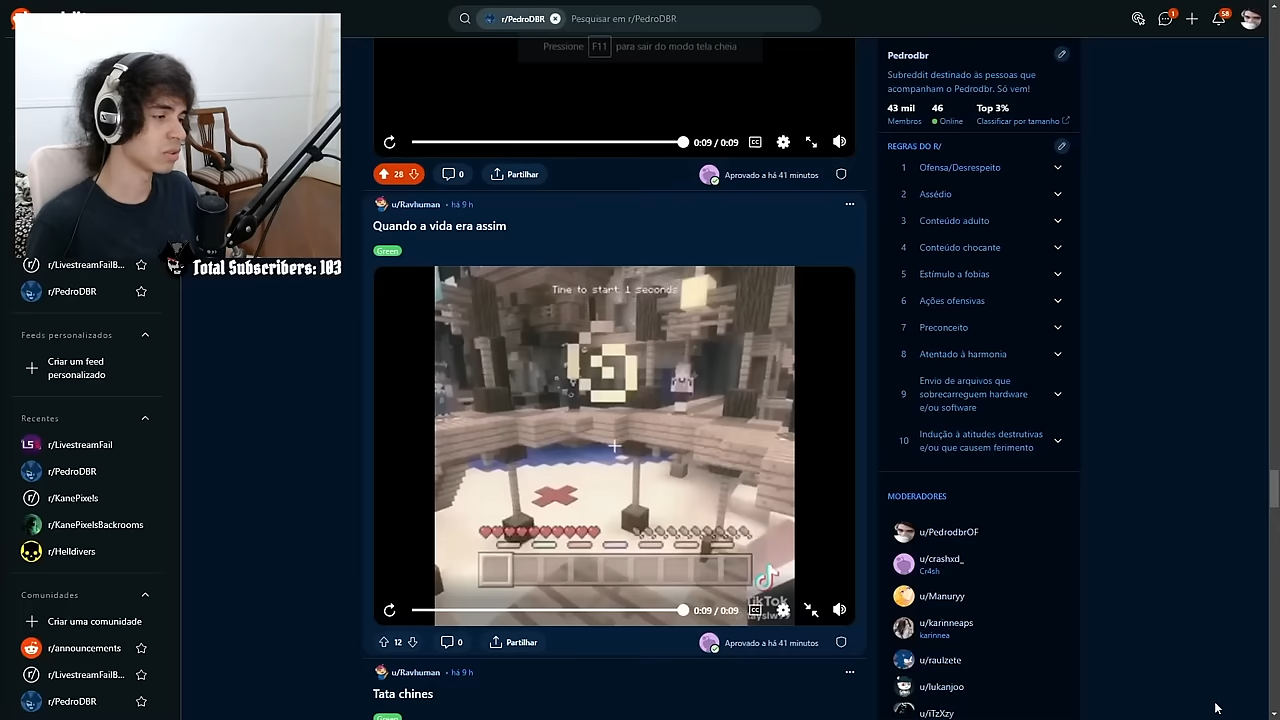 r/PedroDBR
Pesquisar em r/PedroDBR
1
58
Pressione F11 para sair do modo tela cheia
0:09 / 0:09
28
0
Partilhar
Aprovado a há 41 minutos
u/Ravhuman • há 9 h
Quando a vida era assim
Green
Time to start: 1 seconds
TikTok
0:09 / 0:09
12
0
Partilhar
Aprovado a há 41 minutos
u/Ravhuman • há 9 h
Tata chines
Green
Total Subscribers: 183
r/LivestreamFailB...
r/PedroDBR
Feeds personalizados
Criar um feed
personalizado
Recentes
r/LivestreamFail
r/PedroDBR
r/KanePixels
r/KanePixelsBackrooms
r/Helldivers
Comunidades
Criar uma comunidade
r/announcements
r/LivestreamFailB...
r/PedroDBR
Pedrodbr
Subreddit destinado às pessoas que
acompanham o Pedrodbr. Só vem!
43 mil 46 Top 3%
Membros Online Classificar por tamanho
REGRAS DO R/
1 Ofensa/Desrespeito
2 Assédio
3 Conteúdo adulto
4 Conteúdo chocante
5 Estímulo a fobias
6 Ações ofensivas
7 Preconceito
8 Atentado à harmonia
9 Envio de arquivos que
sobrecarreguem hardware
e/ou software
10 Indução à atitudes destrutivas
e/ou que causem ferimento
MODERADORES
u/PedrodbrOF
u/crashxd_
Cr4sh
u/Manuryy
u/karinneaps
karinnea
u/raulzete
u/lukanjoo
u/iTzXzy